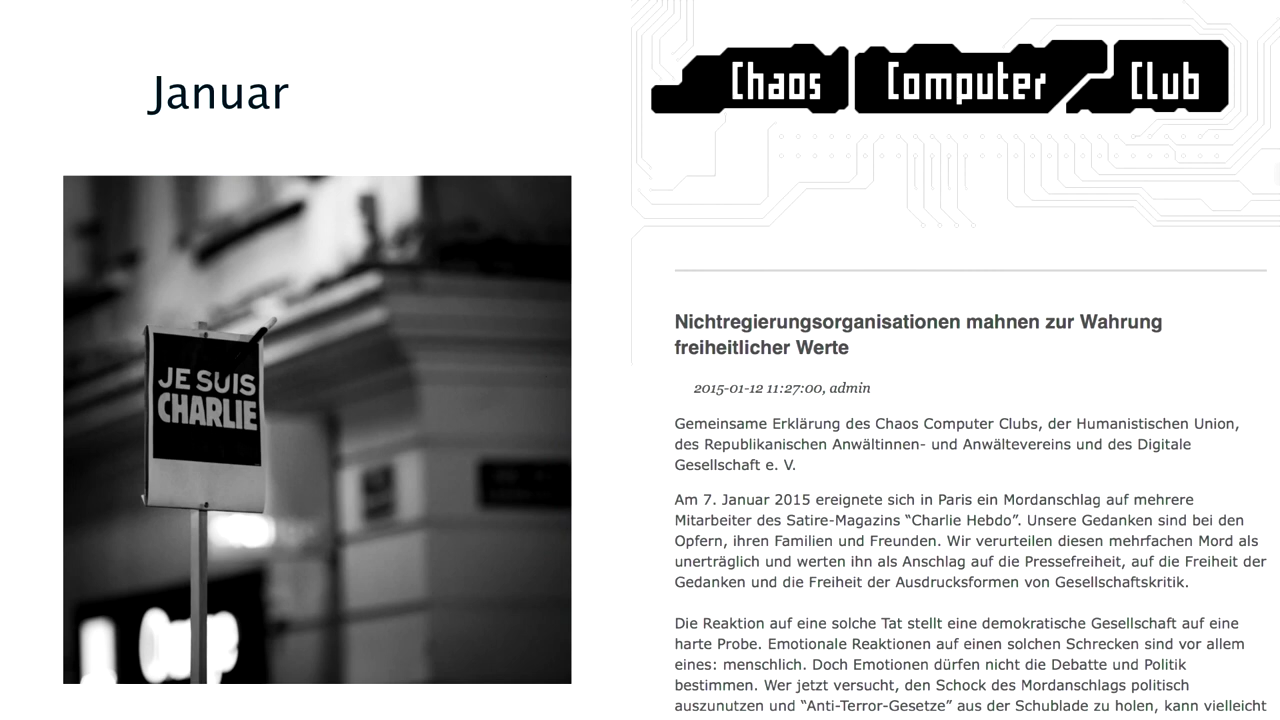 Januar
JE SUIS
CHARLIE
Chaos Computer Club
Nichtregierungsorganisationen mahnen zur Wahrung
freiheitlicher Werte
2015-01-12 11:27:00, admin
Gemeinsame Erklärung des Chaos Computer Clubs, der Humanistischen Union,
des Republikanischen Anwältinnen- und Anwältevereins und des Digitale
Gesellschaft e. V.
Am 7. Januar 2015 ereignete sich in Paris ein Mordanschlag auf mehrere
Mitarbeiter des Satire-Magazins “Charlie Hebdo”. Unsere Gedanken sind bei den
Opfern, ihren Familien und Freunden. Wir verurteilen diesen mehrfachen Mord als
unerträglich und werten ihn als Anschlag auf die Pressefreiheit, auf die Freiheit der
Gedanken und die Freiheit der Ausdrucksformen von Gesellschaftskritik.
Die Reaktion auf eine solche Tat stellt eine demokratische Gesellschaft auf eine
harte Probe. Emotionale Reaktionen auf einen solchen Schrecken sind vor allem
eines: menschlich. Doch Emotionen dürfen nicht die Debatte und Politik
bestimmen. Wer jetzt versucht, den Schock des Mordanschlags politisch
auszunutzen und “Anti-Terror-Gesetze” aus der Schublade zu holen, kann vielleicht